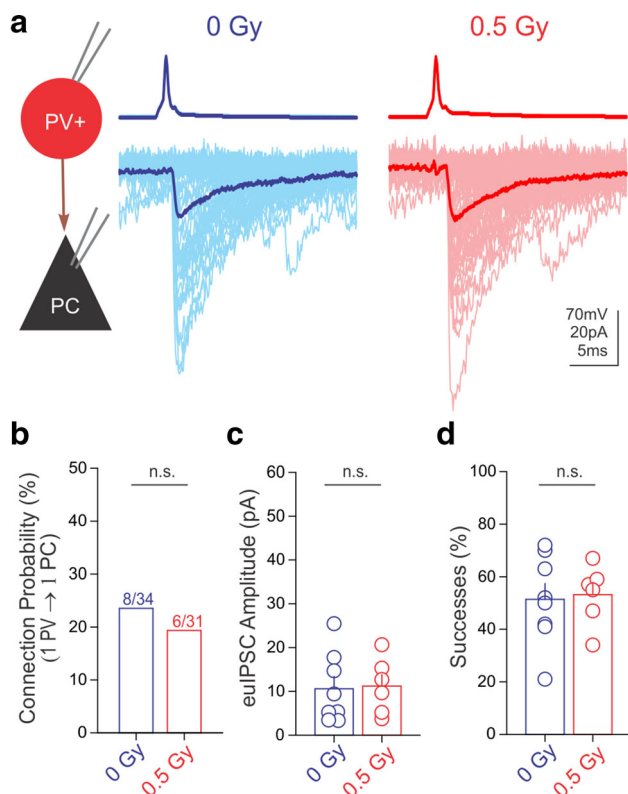 a
0 Gy
0.5 Gy
PV+
PC
70mV
20pA
5ms
b
Connection Probability (%)
(1 PV → 1 PC)
50
40
30
20
10
0
n.s.
8/34
6/31
0 Gy
0.5 Gy
c
euIPSC Amplitude (pA)
60
50
40
30
20
10
0
n.s.
0 Gy
0.5 Gy
d
Successes (%)
100
80
60
40
20
0
n.s.
0 Gy
0.5 Gy